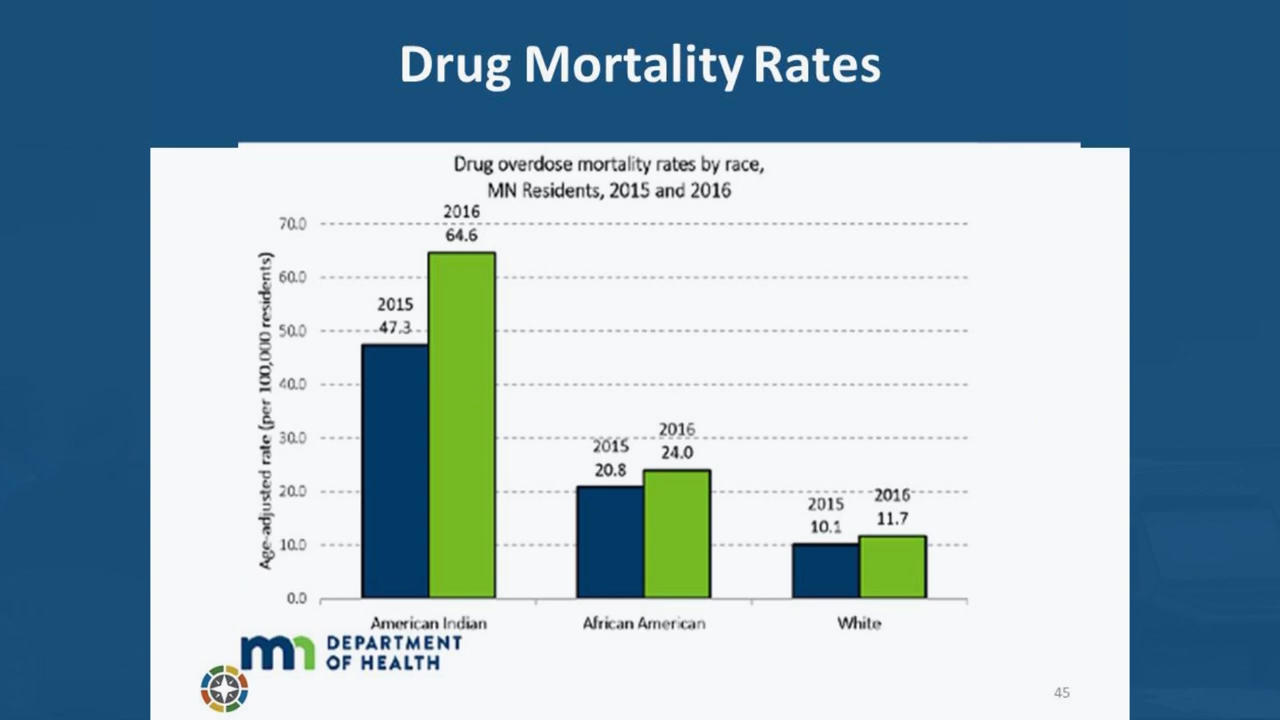 Drug Mortality Rates
Drug overdose mortality rates by race,
MN Residents, 2015 and 2016
Age-adjusted rate (per 100,000 residents)
70.0
60.0
50.0
40.0
30.0
20.0
10.0
0.0
2015
47.3
2016
64.6
2015
20.8
2016
24.0
2015
10.1
2016
11.7
American Indian
African American
White
mn DEPARTMENT
OF HEALTH
45